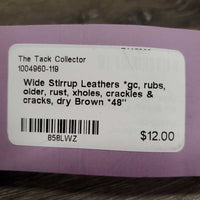 The Tack Collector
1004960-119
Wide Stirrup Leathers *gc, rubs,
older, rust, xholes, crackles &
cracks, dry Brown *48"
$12.00
858LWZ